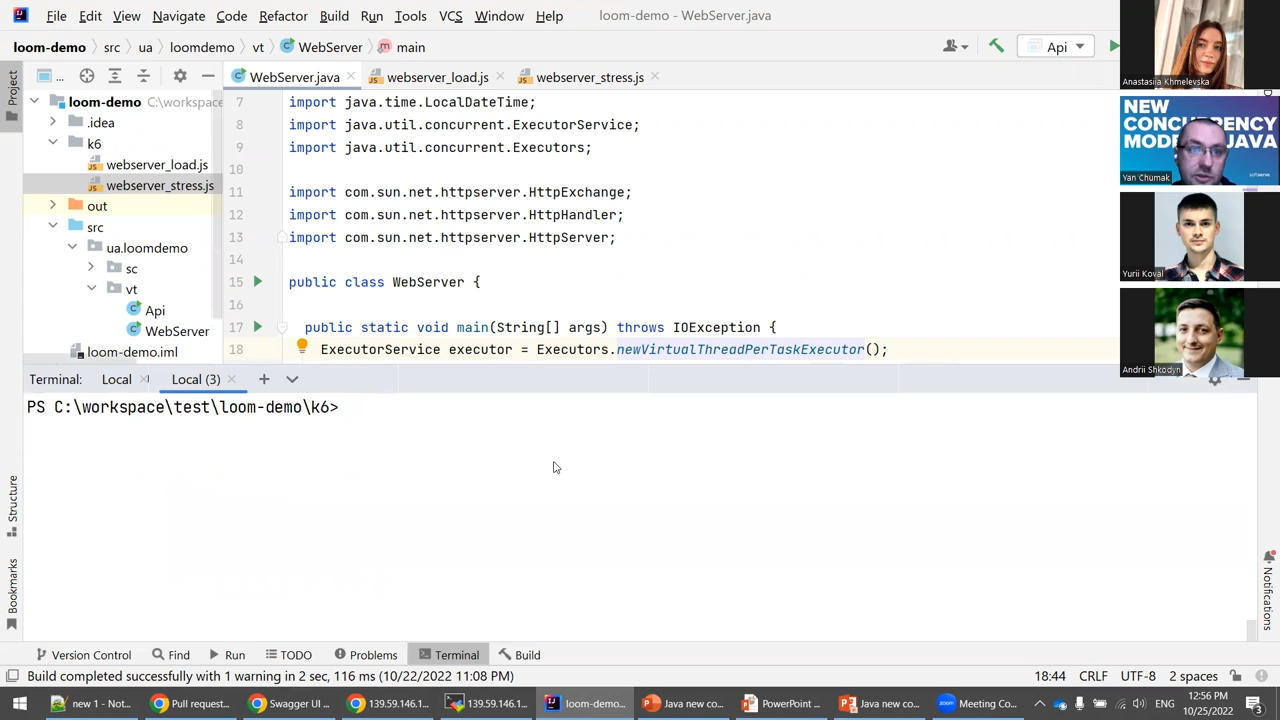 File Edit View Navigate Code Refactor Build Run Tools VCS Window Help loom-demo - WebServer.java
loom-demo src ua loomdemo vt WebServer main Api
Project ... WebServer.java webserver_load.js webserver_stress.js
loom-demo C:\workspace
.idea
k6
webserver_load.js
webserver_stress.js
out
src
ua.loomdemo
sc
vt
Api
WebServer
loom-demo.iml
7 import java.time.LocalDateTime;
8 import java.util.concurrent.ExecutorService;
9 import java.util.concurrent.Executors;
10
11 import com.sun.net.httpserver.HttpExchange;
12 import com.sun.net.httpserver.HttpHandler;
13 import com.sun.net.httpserver.HttpServer;
14
15 public class WebServer {
16
17 public static void main(String[] args) throws IOException {
18 ExecutorService executor = Executors.newVirtualThreadPerTaskExecutor();
Anastasiia Khmelevska
NEW
CONCURRENCY
MODE JAVA
softserve
Yan Chumak
Yurii Koval
Andrii Shkodyn
Terminal: Local Local (3)
PS C:\workspace\test\loom-demo\k6>
Structure
Bookmarks
Notifications
Version Control Find Run TODO Problems Terminal Build
Build completed successfully with 1 warning in 2 sec, 116 ms (10/22/2022 11:08 PM) 18:44 CRLF UTF-8 2 spaces
new 1 - Not... Pull request... Swagger UI ... 139.59.146.1... 139.59.146.1... loom-demo... Java new co... PowerPoint ... Java new co... zoom Meeting Co... ENG 12:56 PM
10/25/2022 3